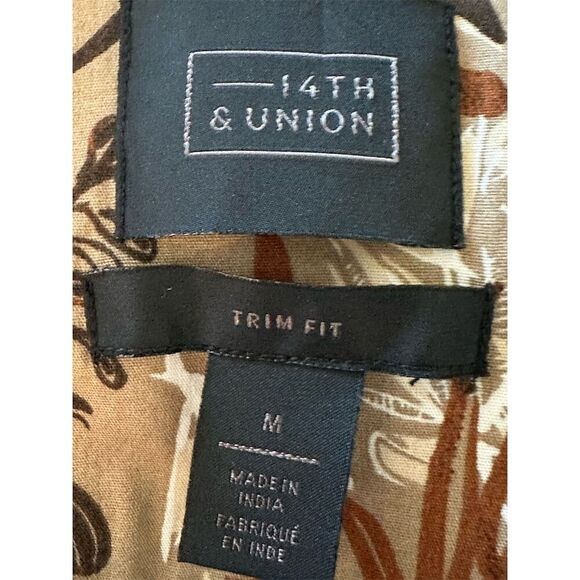 14TH
& UNION
TRIM FIT
M
MADE IN
INDIA
FABRIQUÉ
EN INDE